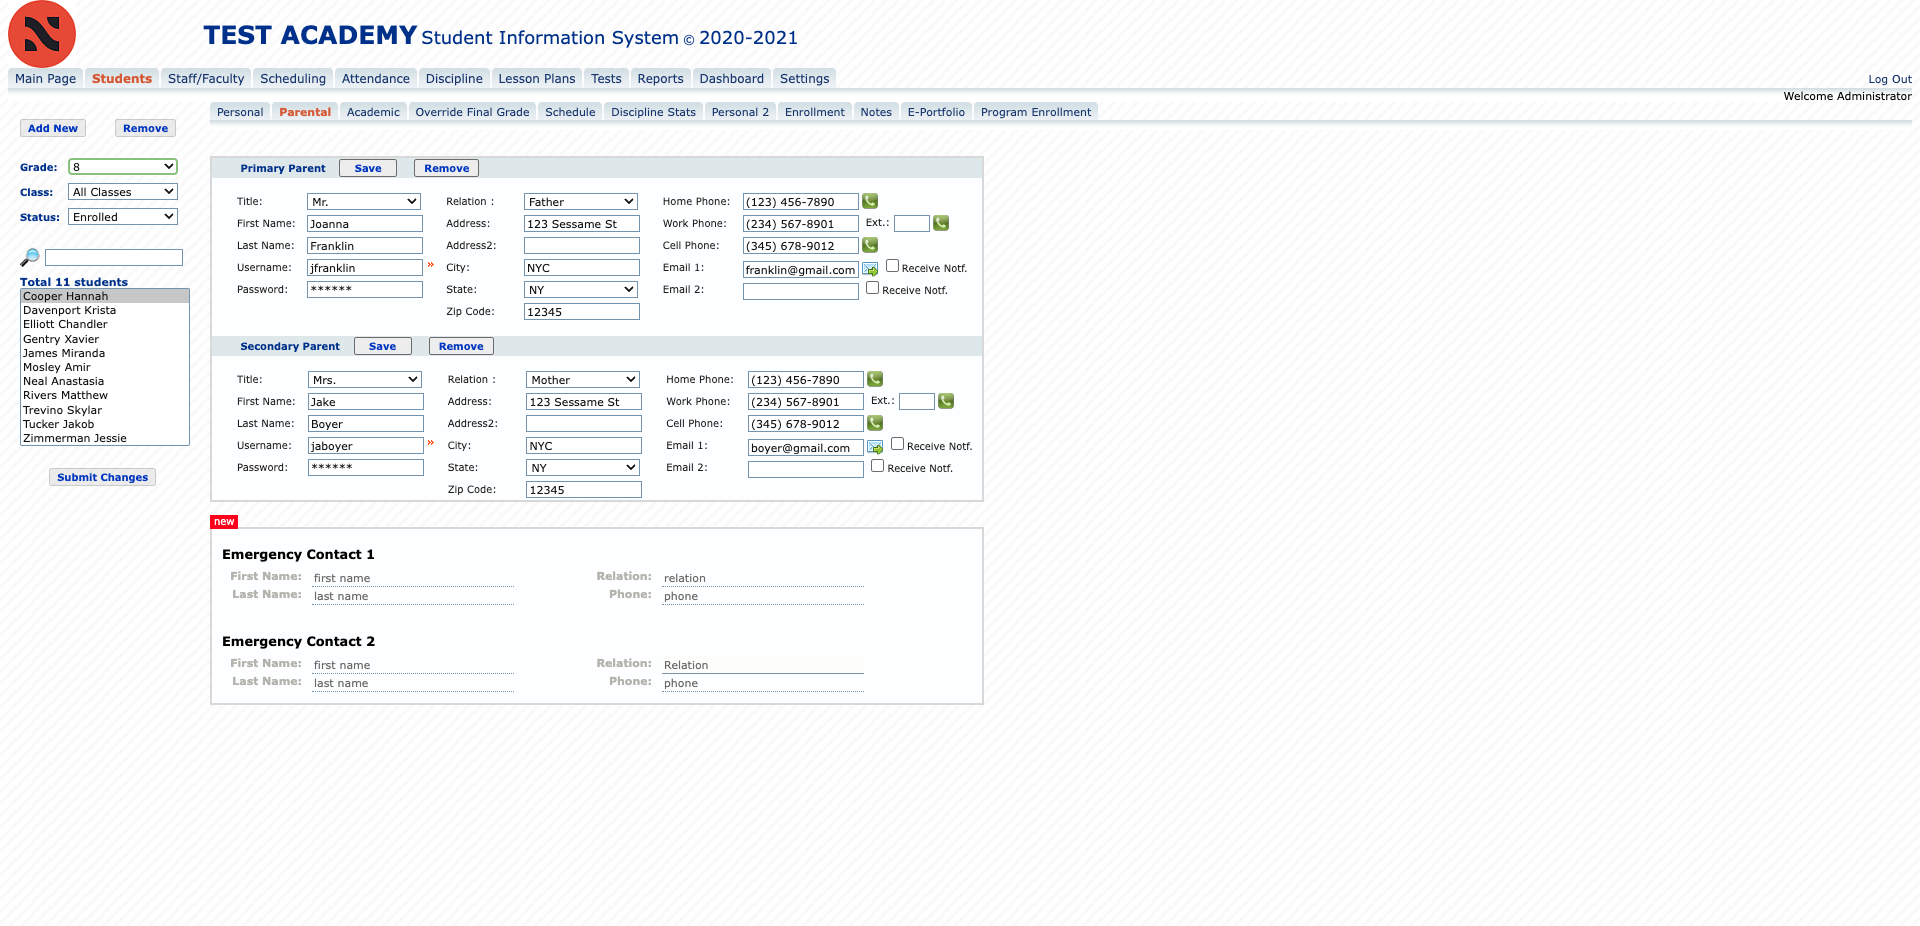 TEST ACADEMY Student Information System © 2020-2021
Main Page Students Staff/Faculty Scheduling Attendance Discipline Lesson Plans Tests Reports Dashboard Settings Log Out
Welcome Administrator
Personal Parental Academic Override Final Grade Schedule Discipline Stats Personal 2 Enrollment Notes E-Portfolio Program Enrollment
Add New Remove
Grade: 8
Class: All Classes
Status: Enrolled
Total 11 students
Cooper Hannah
Davenport Krista
Elliott Chandler
Gentry Xavier
James Miranda
Mosley Amir
Neal Anastasia
Rivers Matthew
Trevino Skylar
Tucker Jakob
Zimmerman Jessie
Submit Changes
Primary Parent Save Remove
Title: Mr. Relation : Father Home Phone: (123) 456-7890
First Name: Joanna Address: 123 Sessame St Work Phone: (234) 567-8901 Ext.:
Last Name: Franklin Address2: Cell Phone: (345) 678-9012
Username: jfranklin » City: NYC Email 1: franklin@gmail.com Receive Notf.
Password: ****** State: NY Email 2: Receive Notf.
Zip Code: 12345
Secondary Parent Save Remove
Title: Mrs. Relation : Mother Home Phone: (123) 456-7890
First Name: Jake Address: 123 Sessame St Work Phone: (234) 567-8901 Ext.:
Last Name: Boyer Address2: Cell Phone: (345) 678-9012
Username: jaboyer » City: NYC Email 1: boyer@gmail.com Receive Notf.
Password: ****** State: NY Email 2: Receive Notf.
Zip Code: 12345
new
Emergency Contact 1
First Name: first name Relation: relation
Last Name: last name Phone: phone
Emergency Contact 2
First Name: first name Relation: Relation
Last Name: last name Phone: phone